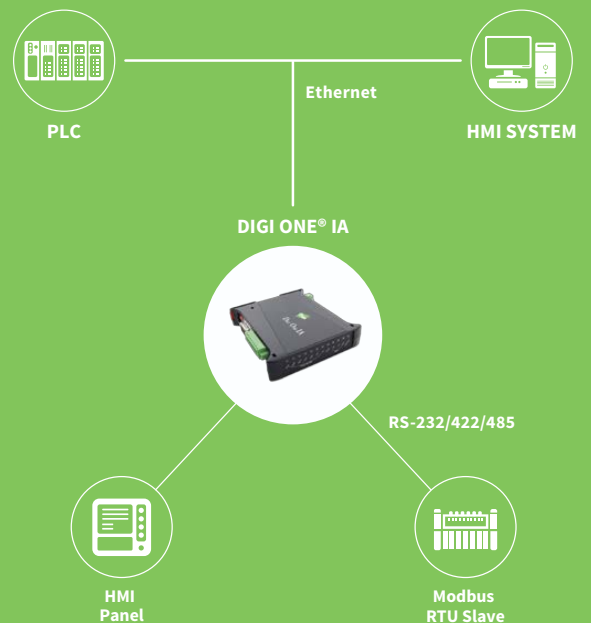 Ethernet
PLC
HMI SYSTEM
DIGI ONE® IA
RS-232/422/485
HMI
Panel
Modbus
RTU Slave